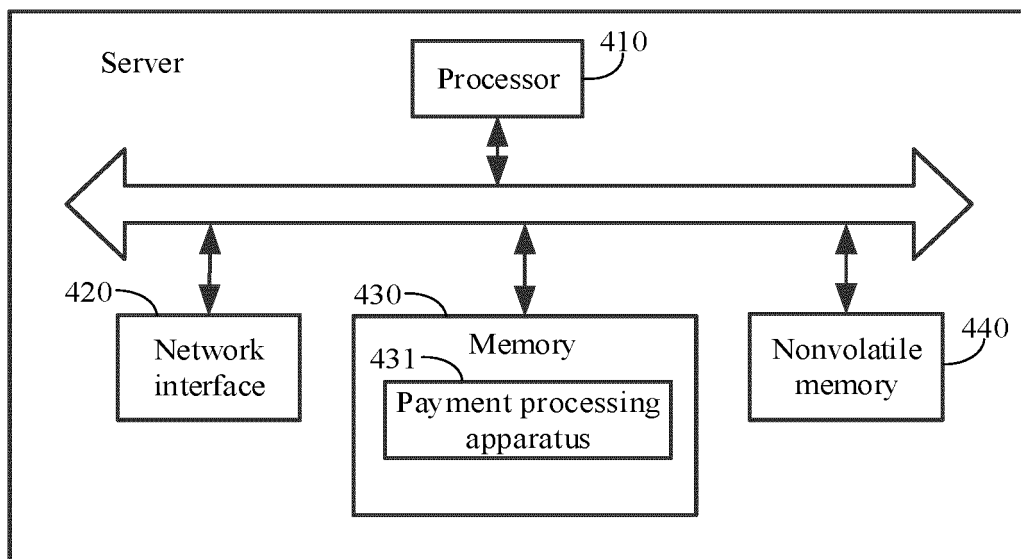 Server
410
Processor
420
Network
interface
430
Memory
431
Payment processing
apparatus
440
Nonvolatile
memory